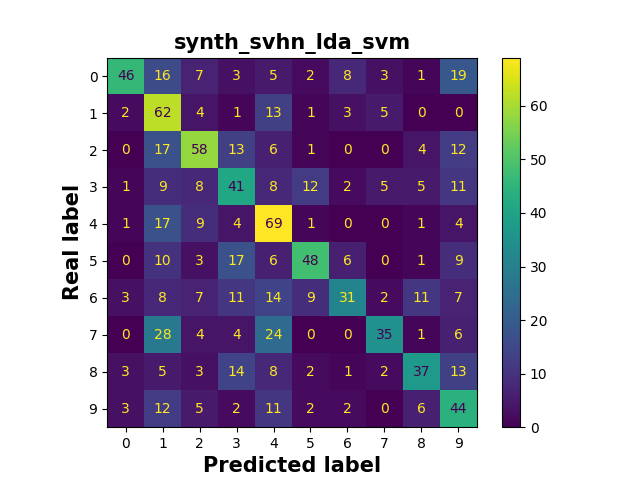 synth_svhn_lda_svm
Real label
0 46 16 7 3 5 2 8 3 1 19
1 2 62 4 1 13 1 3 5 0 0
2 0 17 58 13 6 1 0 0 4 12
3 1 9 8 41 8 12 2 5 5 11
4 1 17 9 4 69 1 0 0 1 4
5 0 10 3 17 6 48 6 0 1 9
6 3 8 7 11 14 9 31 2 11 7
7 0 28 4 4 24 0 0 35 1 6
8 3 5 3 14 8 2 1 2 37 13
9 3 12 5 2 11 2 2 0 6 44
0 1 2 3 4 5 6 7 8 9
Predicted label
60
50
40
30
20
10
0